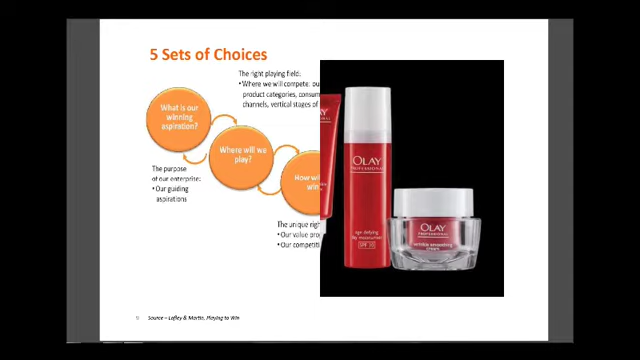 5 Sets of Choices
The right playing field:
•Where we will compete: ou
product categories, consum
channels, vertical stages of
What is our
winning
aspiration?
Where will we
play?
How wi
win
The purpose
of our enterprise:
• Our guiding
aspirations
The unique righ
• Our value prop
• Our competiti
OLAY
PROFESSIONAL
age defying
day moisturizer
SPF 30
OLAY
PROFESSIONAL
wrinkle smoothing
cream
Source – Lafley & Martin, Playing to Win